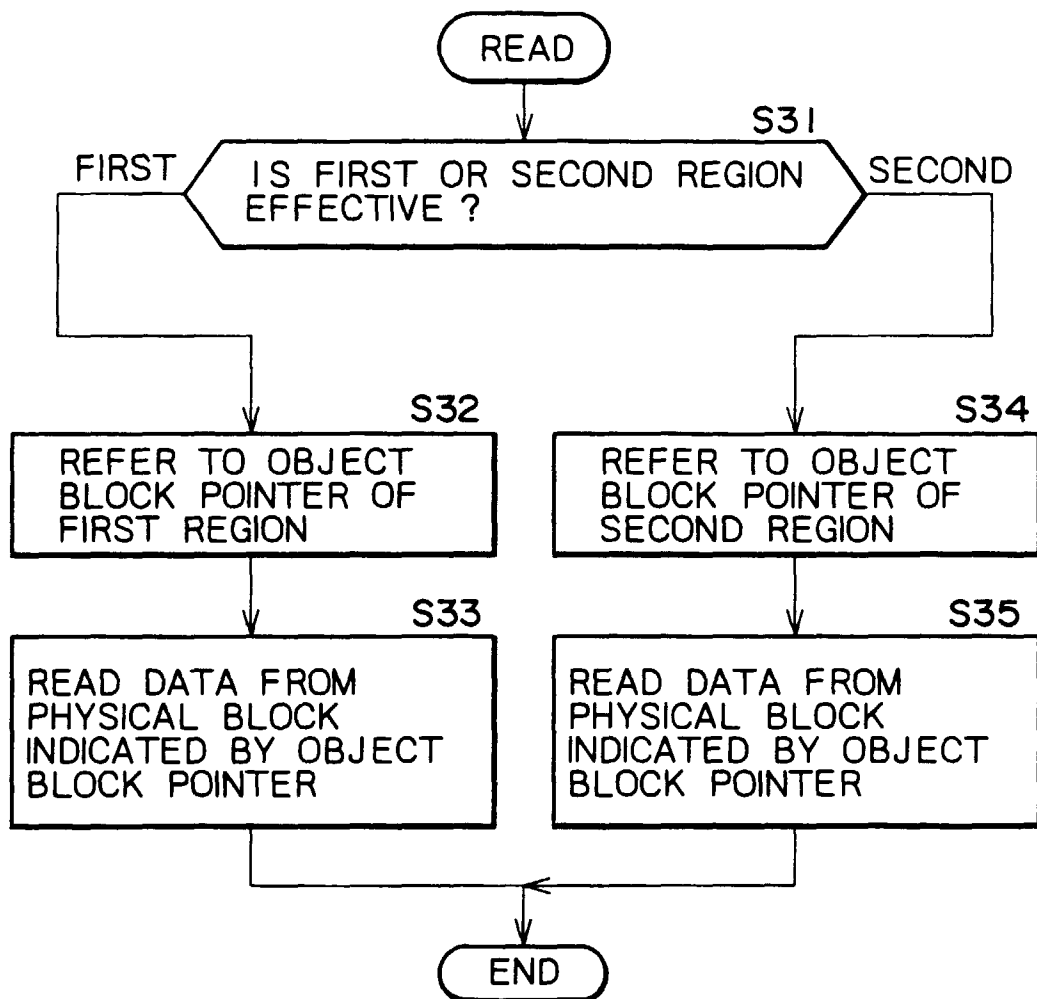 READ
S31
FIRST
IS FIRST OR SECOND REGION
EFFECTIVE ?
SECOND
S32
REFER TO OBJECT
BLOCK POINTER OF
FIRST REGION
S34
REFER TO OBJECT
BLOCK POINTER OF
SECOND REGION
S33
READ DATA FROM
PHYSICAL BLOCK
INDICATED BY OBJECT
BLOCK POINTER
S35
READ DATA FROM
PHYSICAL BLOCK
INDICATED BY OBJECT
BLOCK POINTER
END